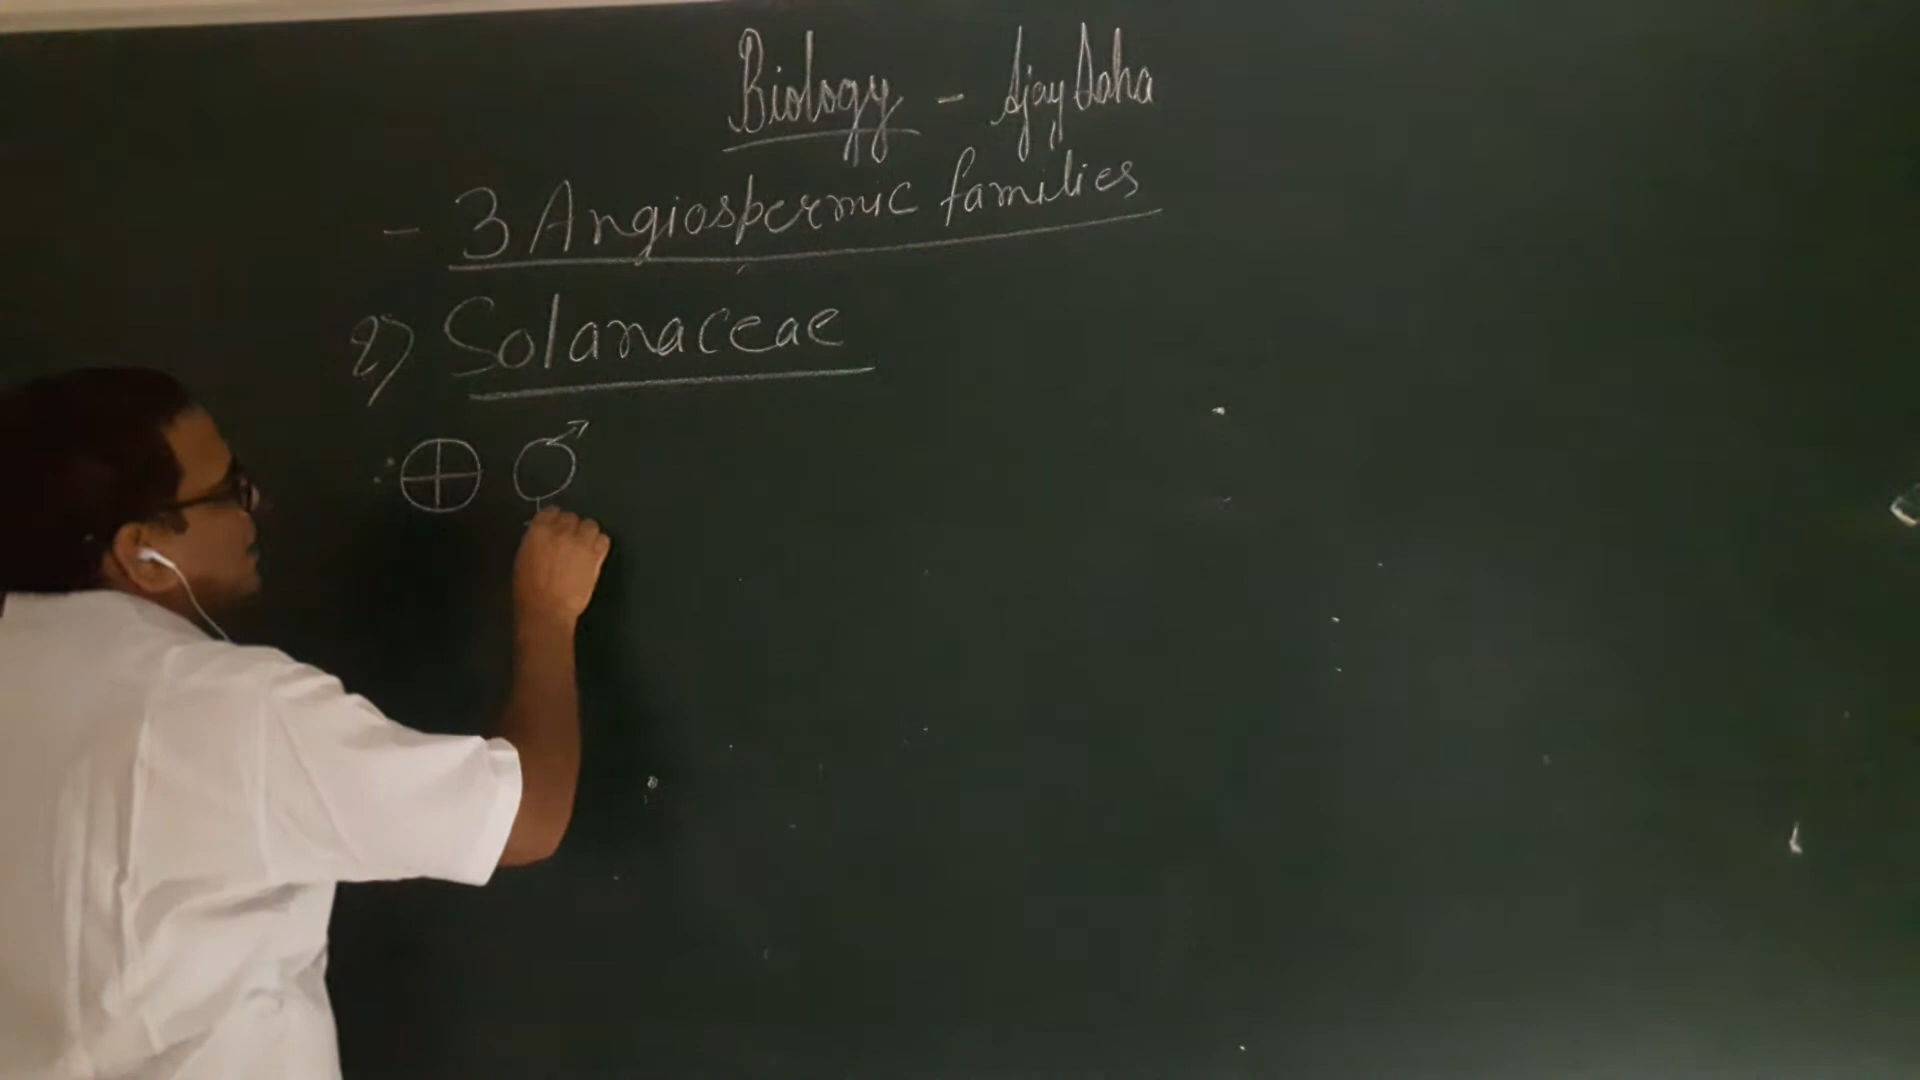 Biology - Ajay Saha
- 3 Angiospermic families
2) Solanaceae
⊕ ⚥